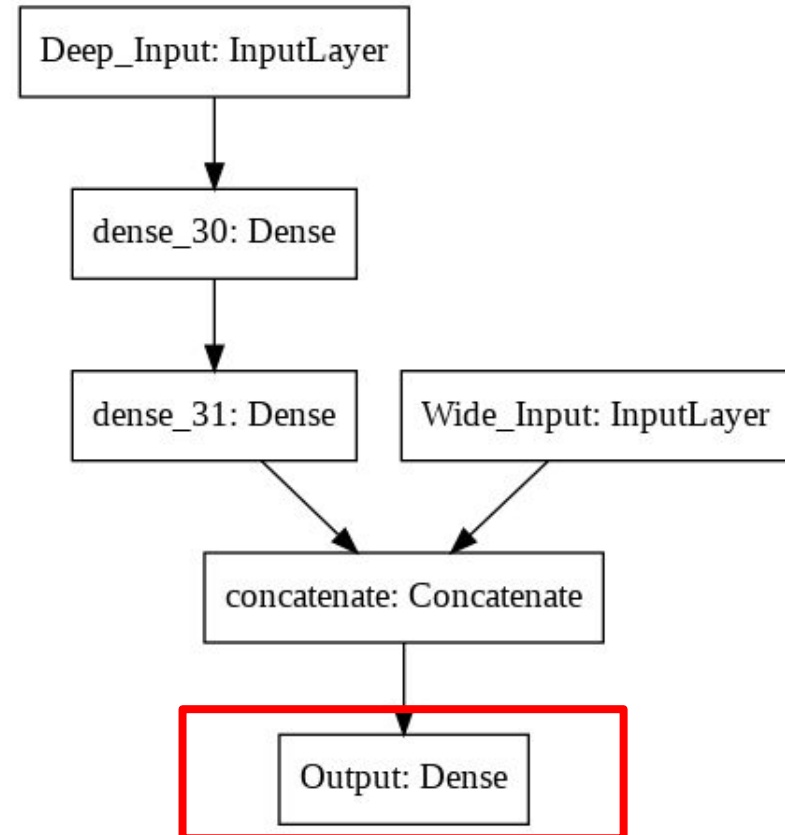 Deep_Input: InputLayer
dense_30: Dense
dense_31: Dense
Wide_Input: InputLayer
concatenate: Concatenate
Output: Dense